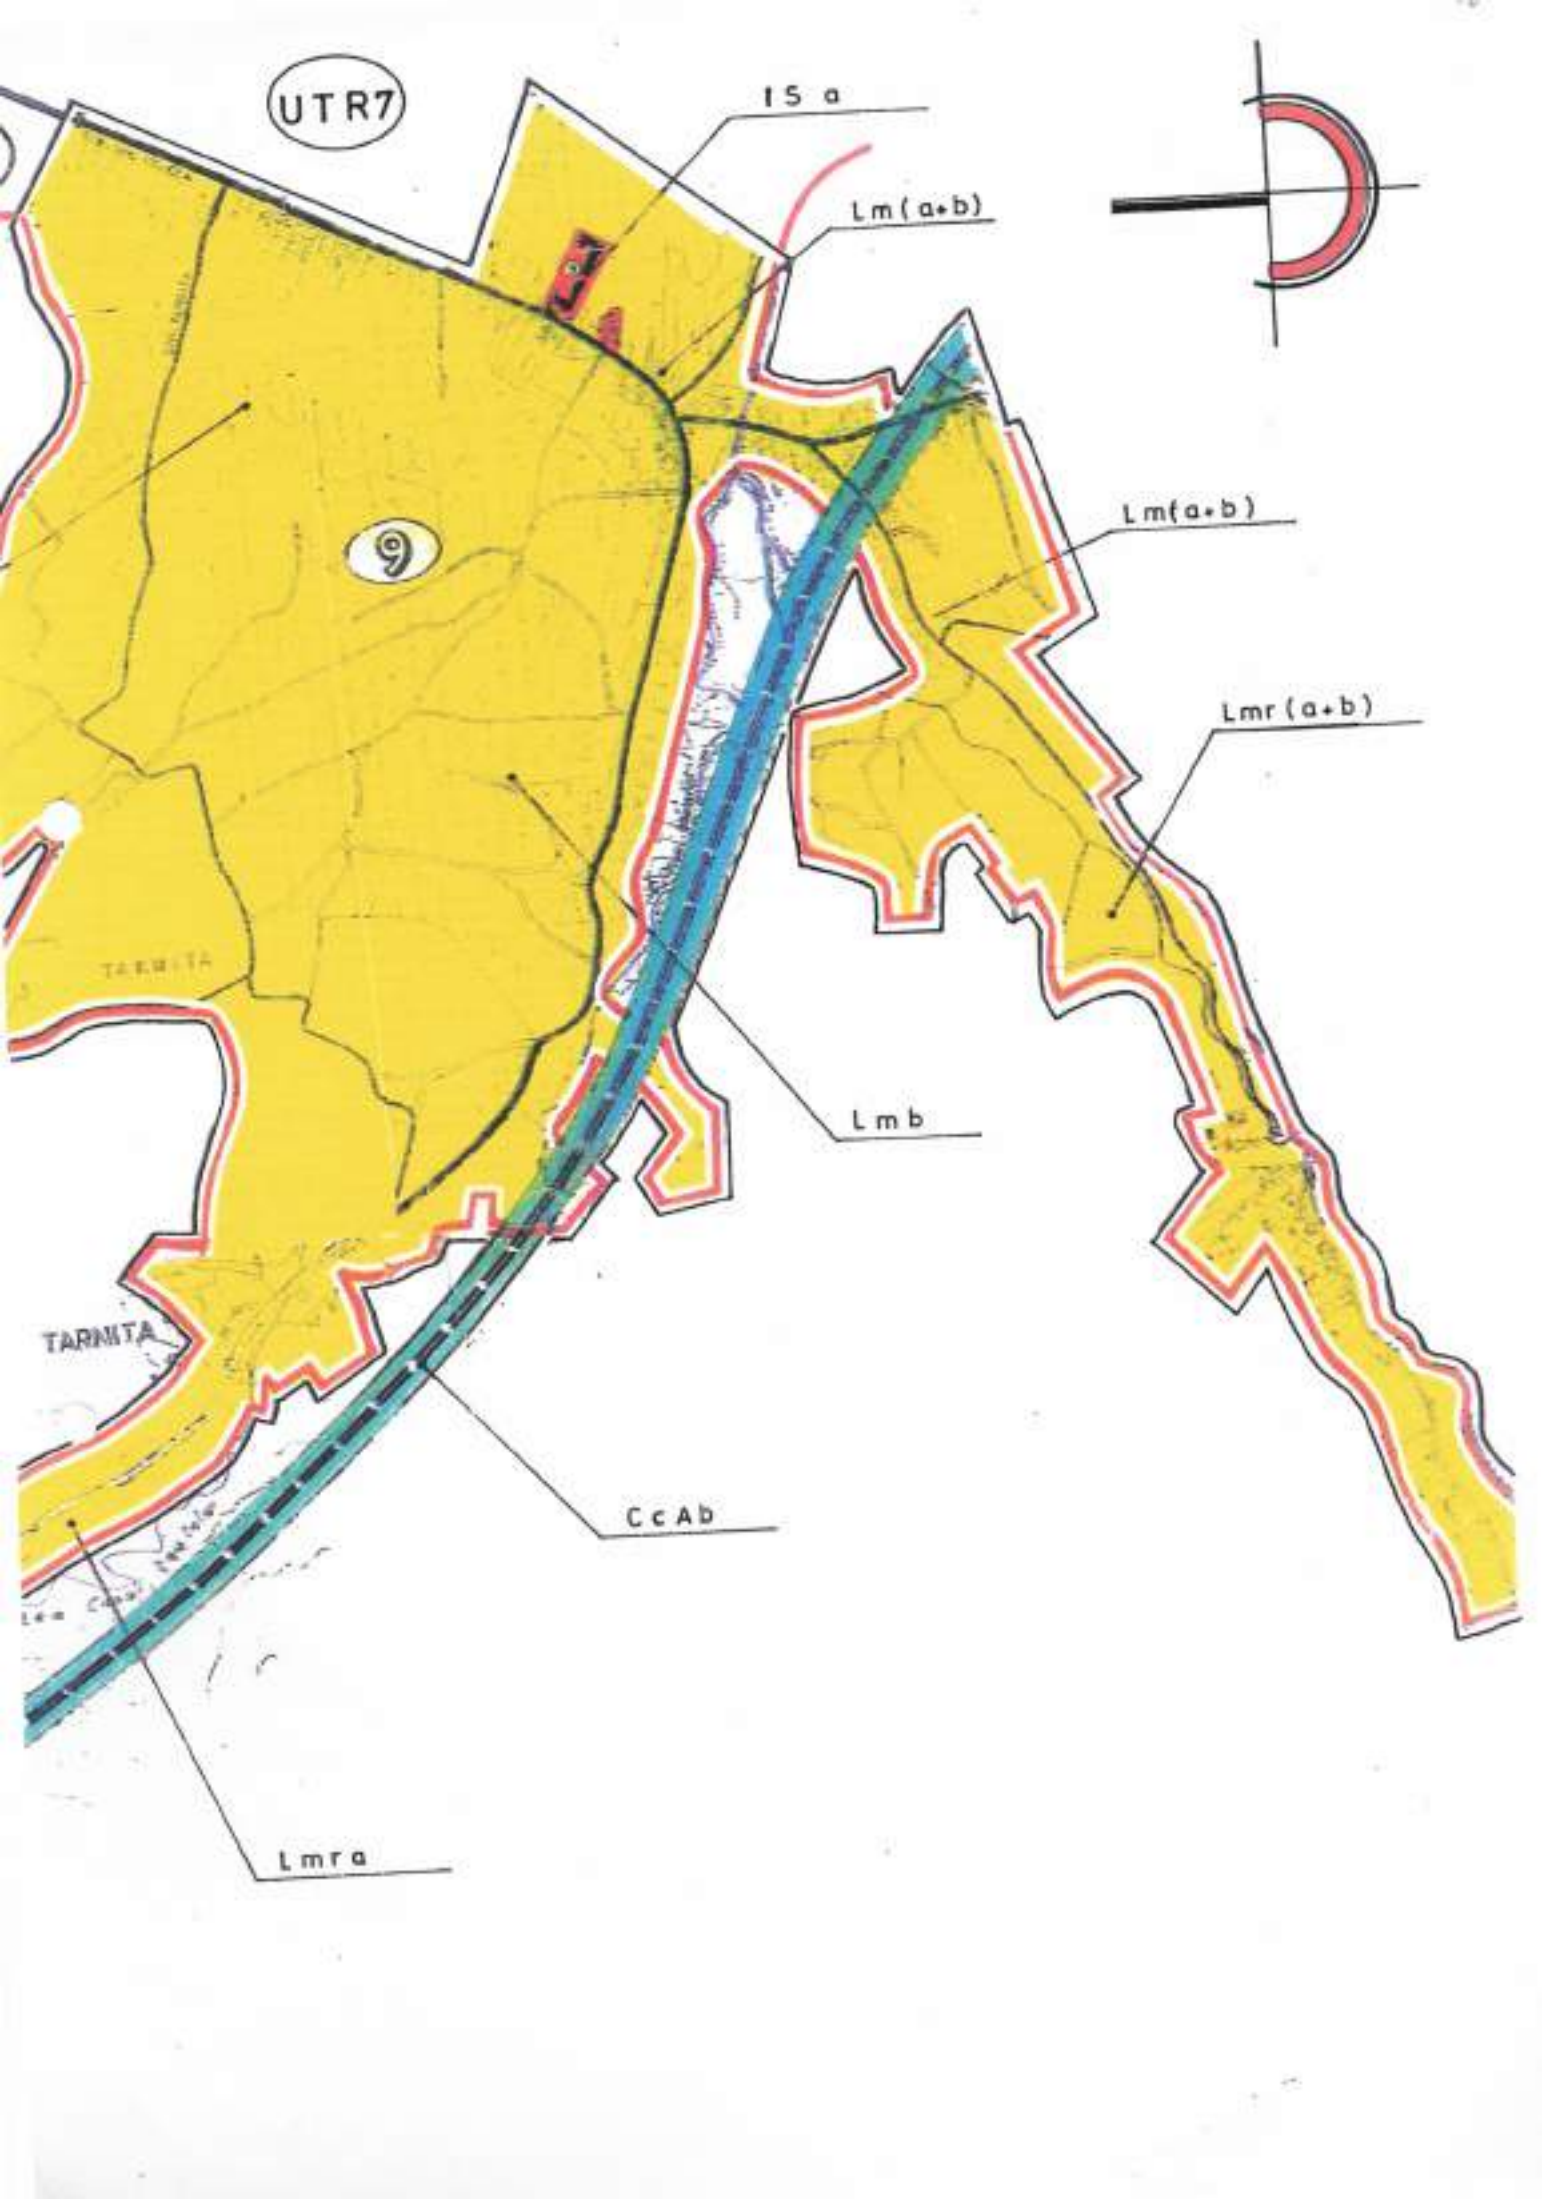 UTR7
IS a
Lm(a+b)
Lm(a+b)
9
Lmr(a+b)
TARNITA
Lmb
TARNITA
CcAb
Lmra